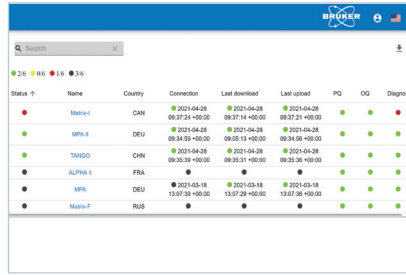 BRUKER
Search
2/6 0/6 1/6 3/6
Status ↑ Name Country Connection Last download Last upload PQ OQ Diagno
Matrix-I CAN 2021-04-28 09:37:24 +00:00 2021-04-28 09:37:14 +00:00 2021-04-28 09:37:21 +00:00
MPA II DEU 2021-04-28 09:34:59 +00:00 2021-04-28 09:05:13 +00:00 2021-04-28 09:34:56 +00:00
TANGO CHN 2021-04-28 09:35:39 +00:00 2021-04-28 09:35:31 +00:00 2021-04-28 09:35:36 +00:00
ALPHA II FRA
MPA DEU 2021-03-18 13:07:39 +00:00 2021-03-18 13:07:29 +00:00 2021-03-18 13:07:36 +00:00
Matrix-F RUS